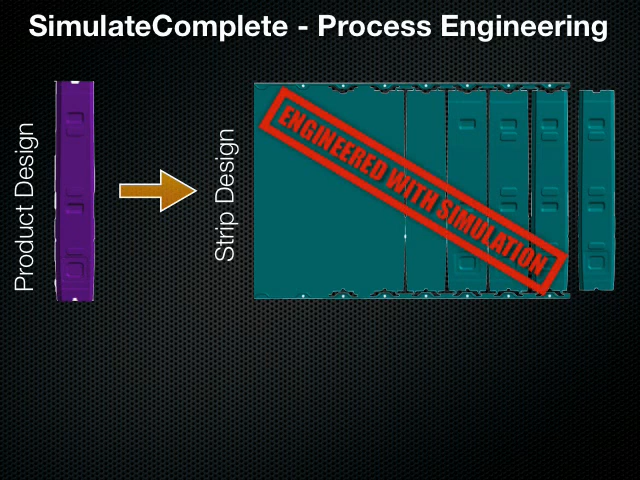 SimulateComplete - Process Engineering
Product Design
Strip Design
ENGINEERED WITH SIMULATION